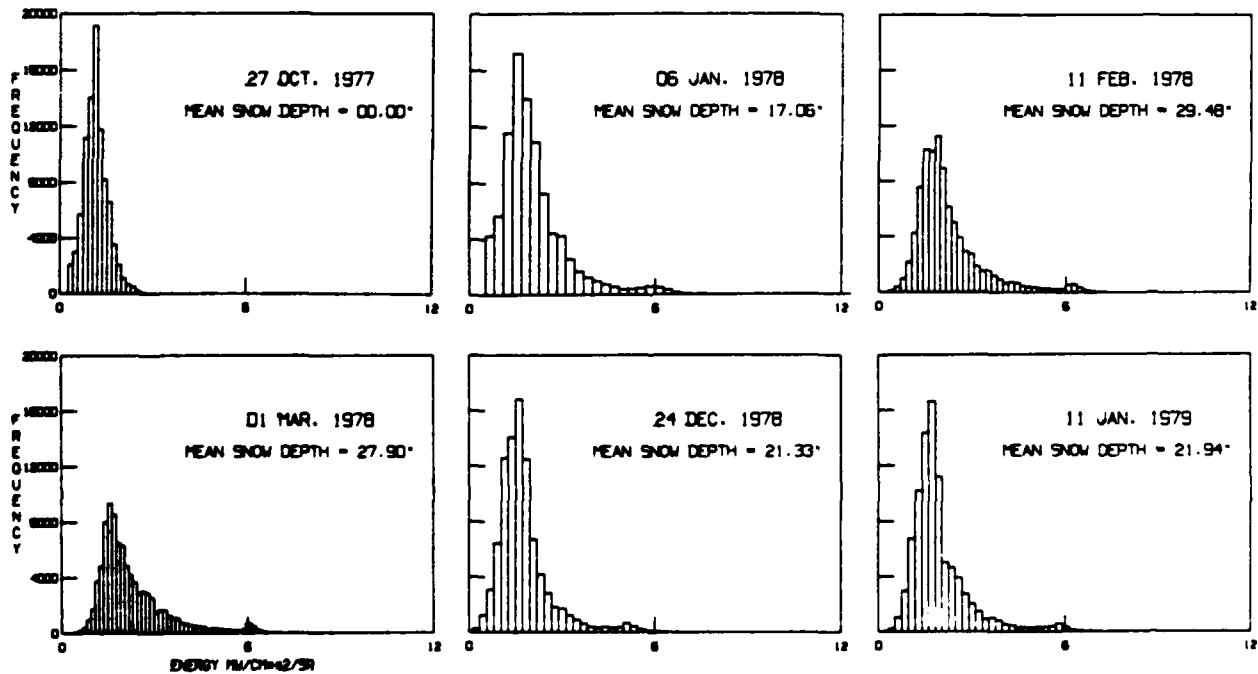 20000
16000
12000
8000
4000
0
FREQUENCY
27 OCT. 1977
MEAN SNOW DEPTH = 00.00"
0 6 12
06 JAN. 1978
MEAN SNOW DEPTH = 17.06"
0 6 12
11 FEB. 1978
MEAN SNOW DEPTH = 29.48"
0 6 12
20000
16000
12000
8000
4000
0
FREQUENCY
01 MAR. 1978
MEAN SNOW DEPTH = 27.90"
0 6 12
ENERGY MW/CM**2/SR
24 DEC. 1978
MEAN SNOW DEPTH = 21.33"
0 6 12
11 JAN. 1979
MEAN SNOW DEPTH = 21.94"
0 6 12